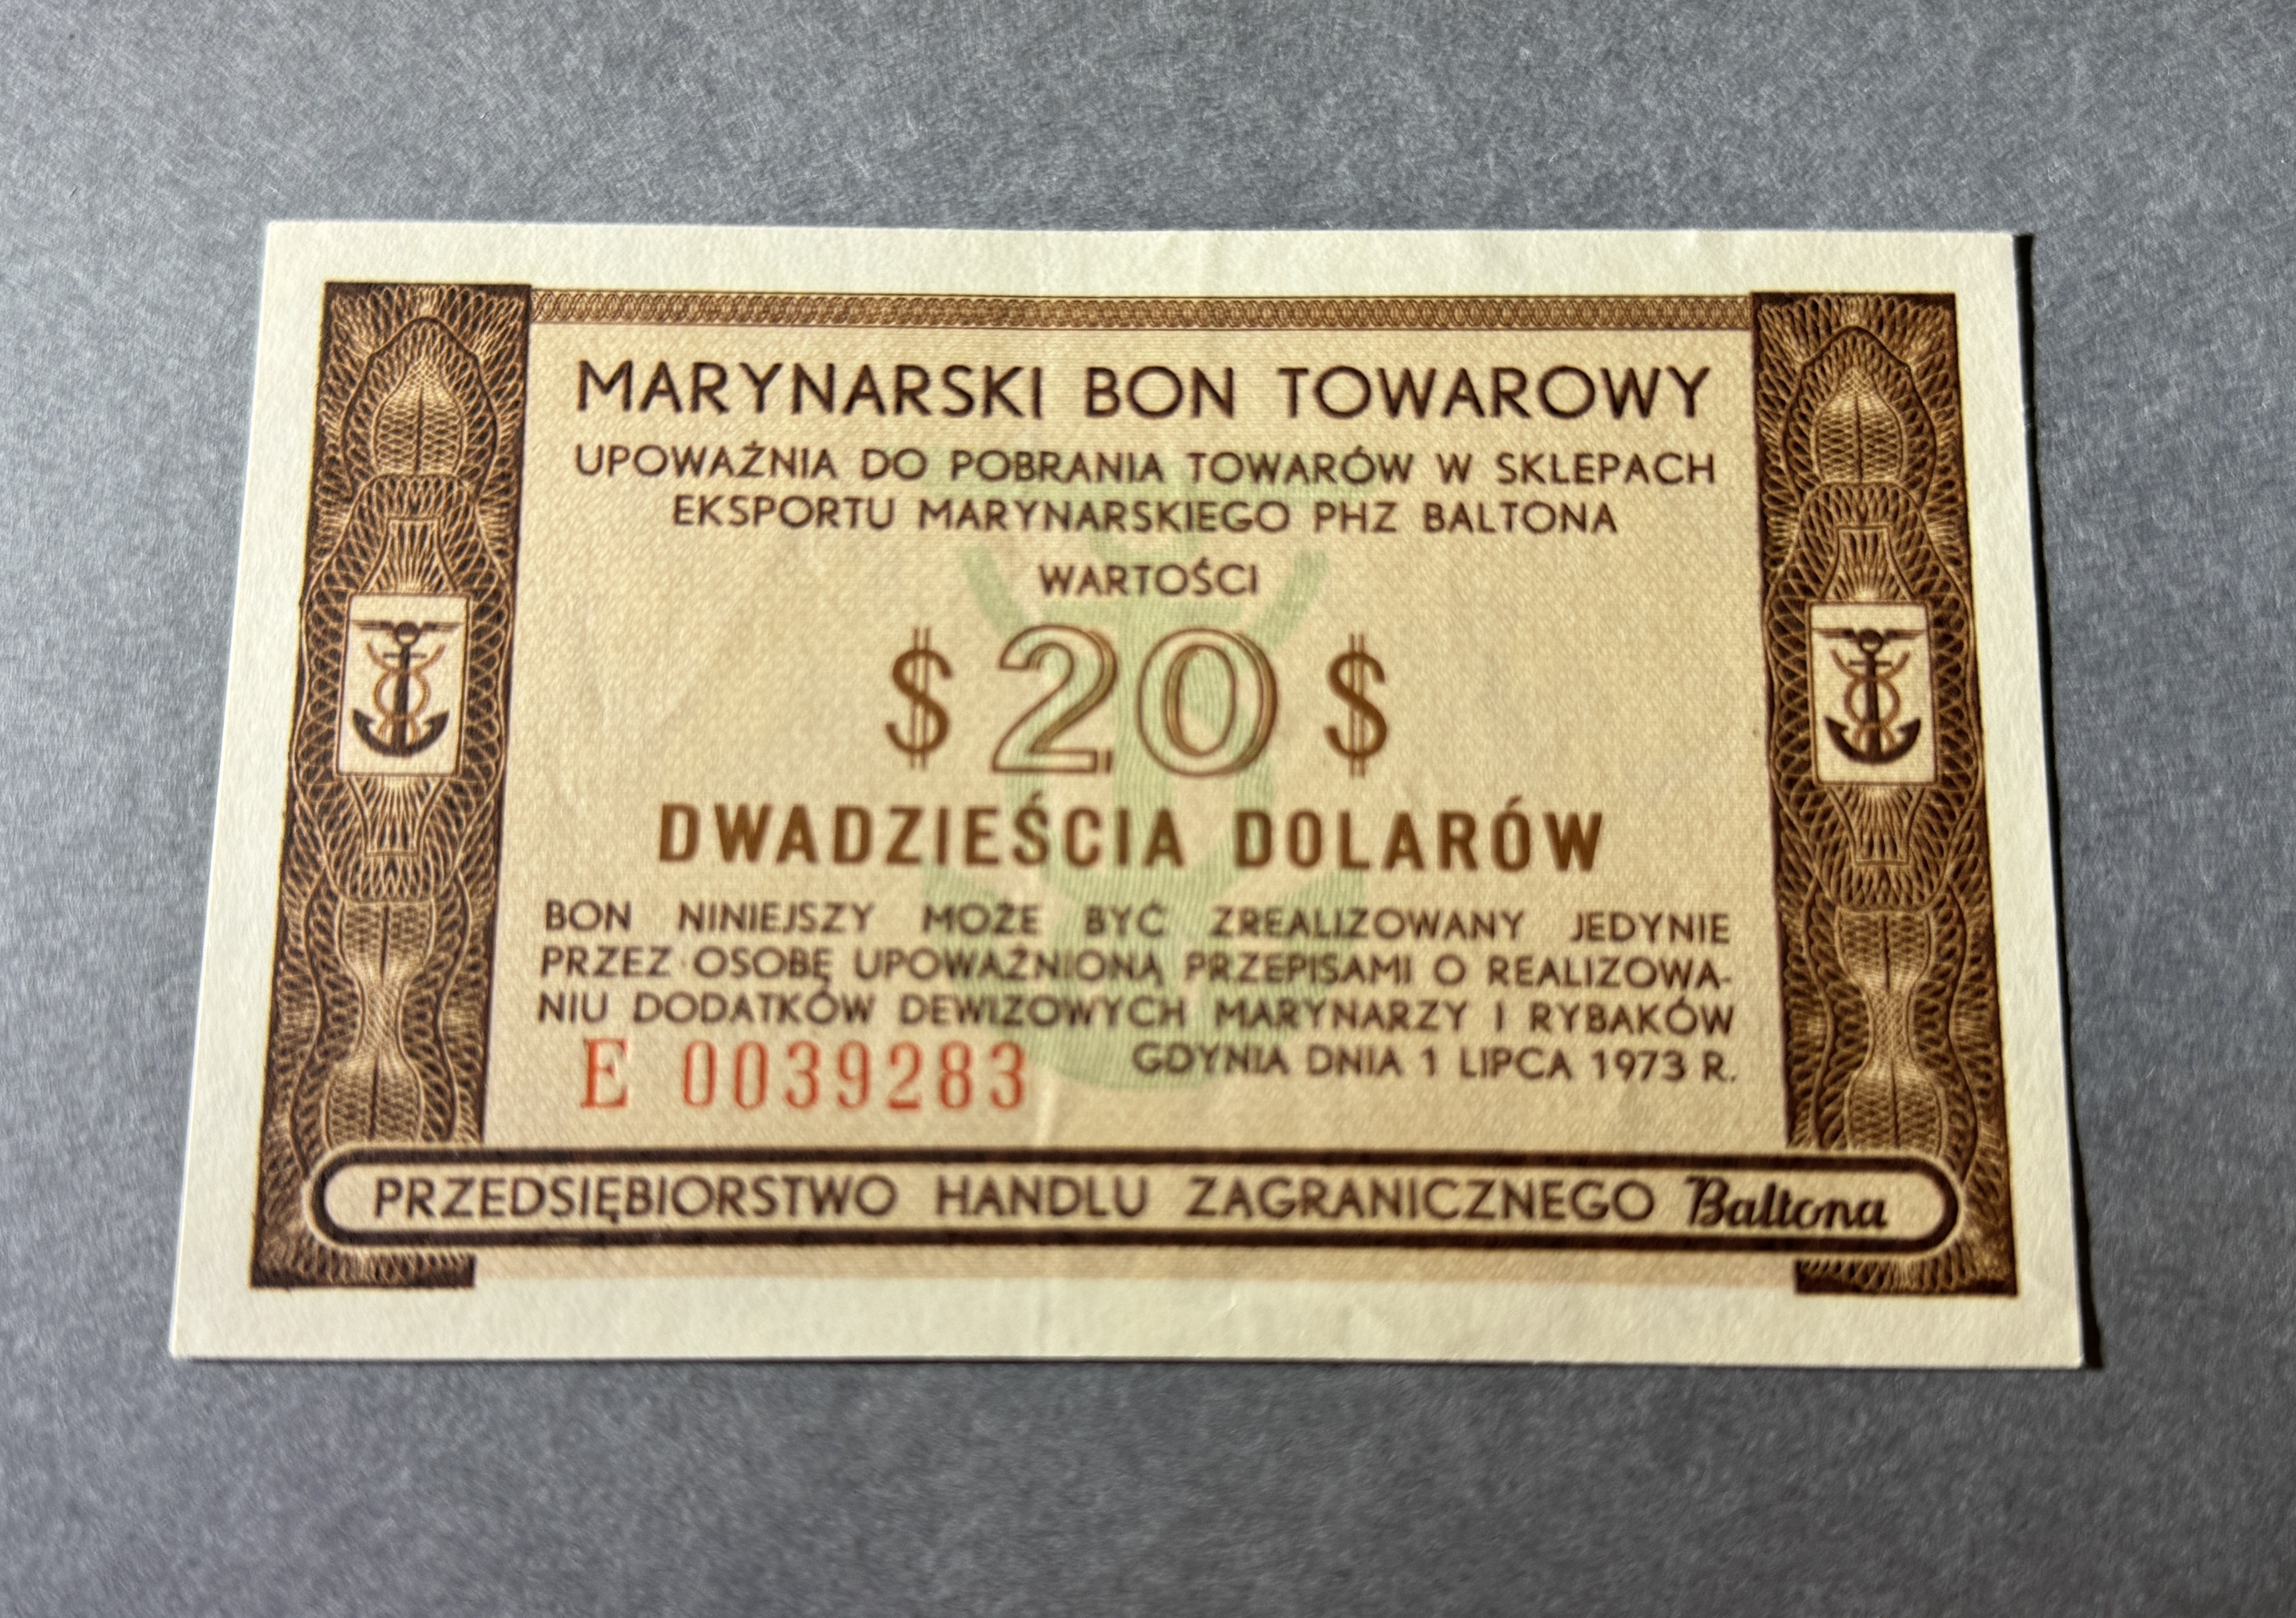 MARYNARSKI BON TOWAROWY
UPOWAŻNIA DO POBRANIA TOWARÓW W SKLEPACH
EKSPORTU MARYNARSKIEGO PHZ BALTONA
WARTOŚCI
$ 20 $
DWADZIEŚCIA DOLARÓW
BON NINIEJSZY MOŻE BYĆ ZREALIZOWANY JEDYNIE
PRZEZ OSOBĘ UPOWAŻNIONĄ PRZEPISAMI O REALIZOWA-
NIU DODATKÓW DEWIZOWYCH MARYNARZY I RYBAKÓW
E 0039283 GDYNIA DNIA 1 LIPCA 1973 R.
PRZEDSIĘBIORSTWO HANDLU ZAGRANICZNEGO Baltona